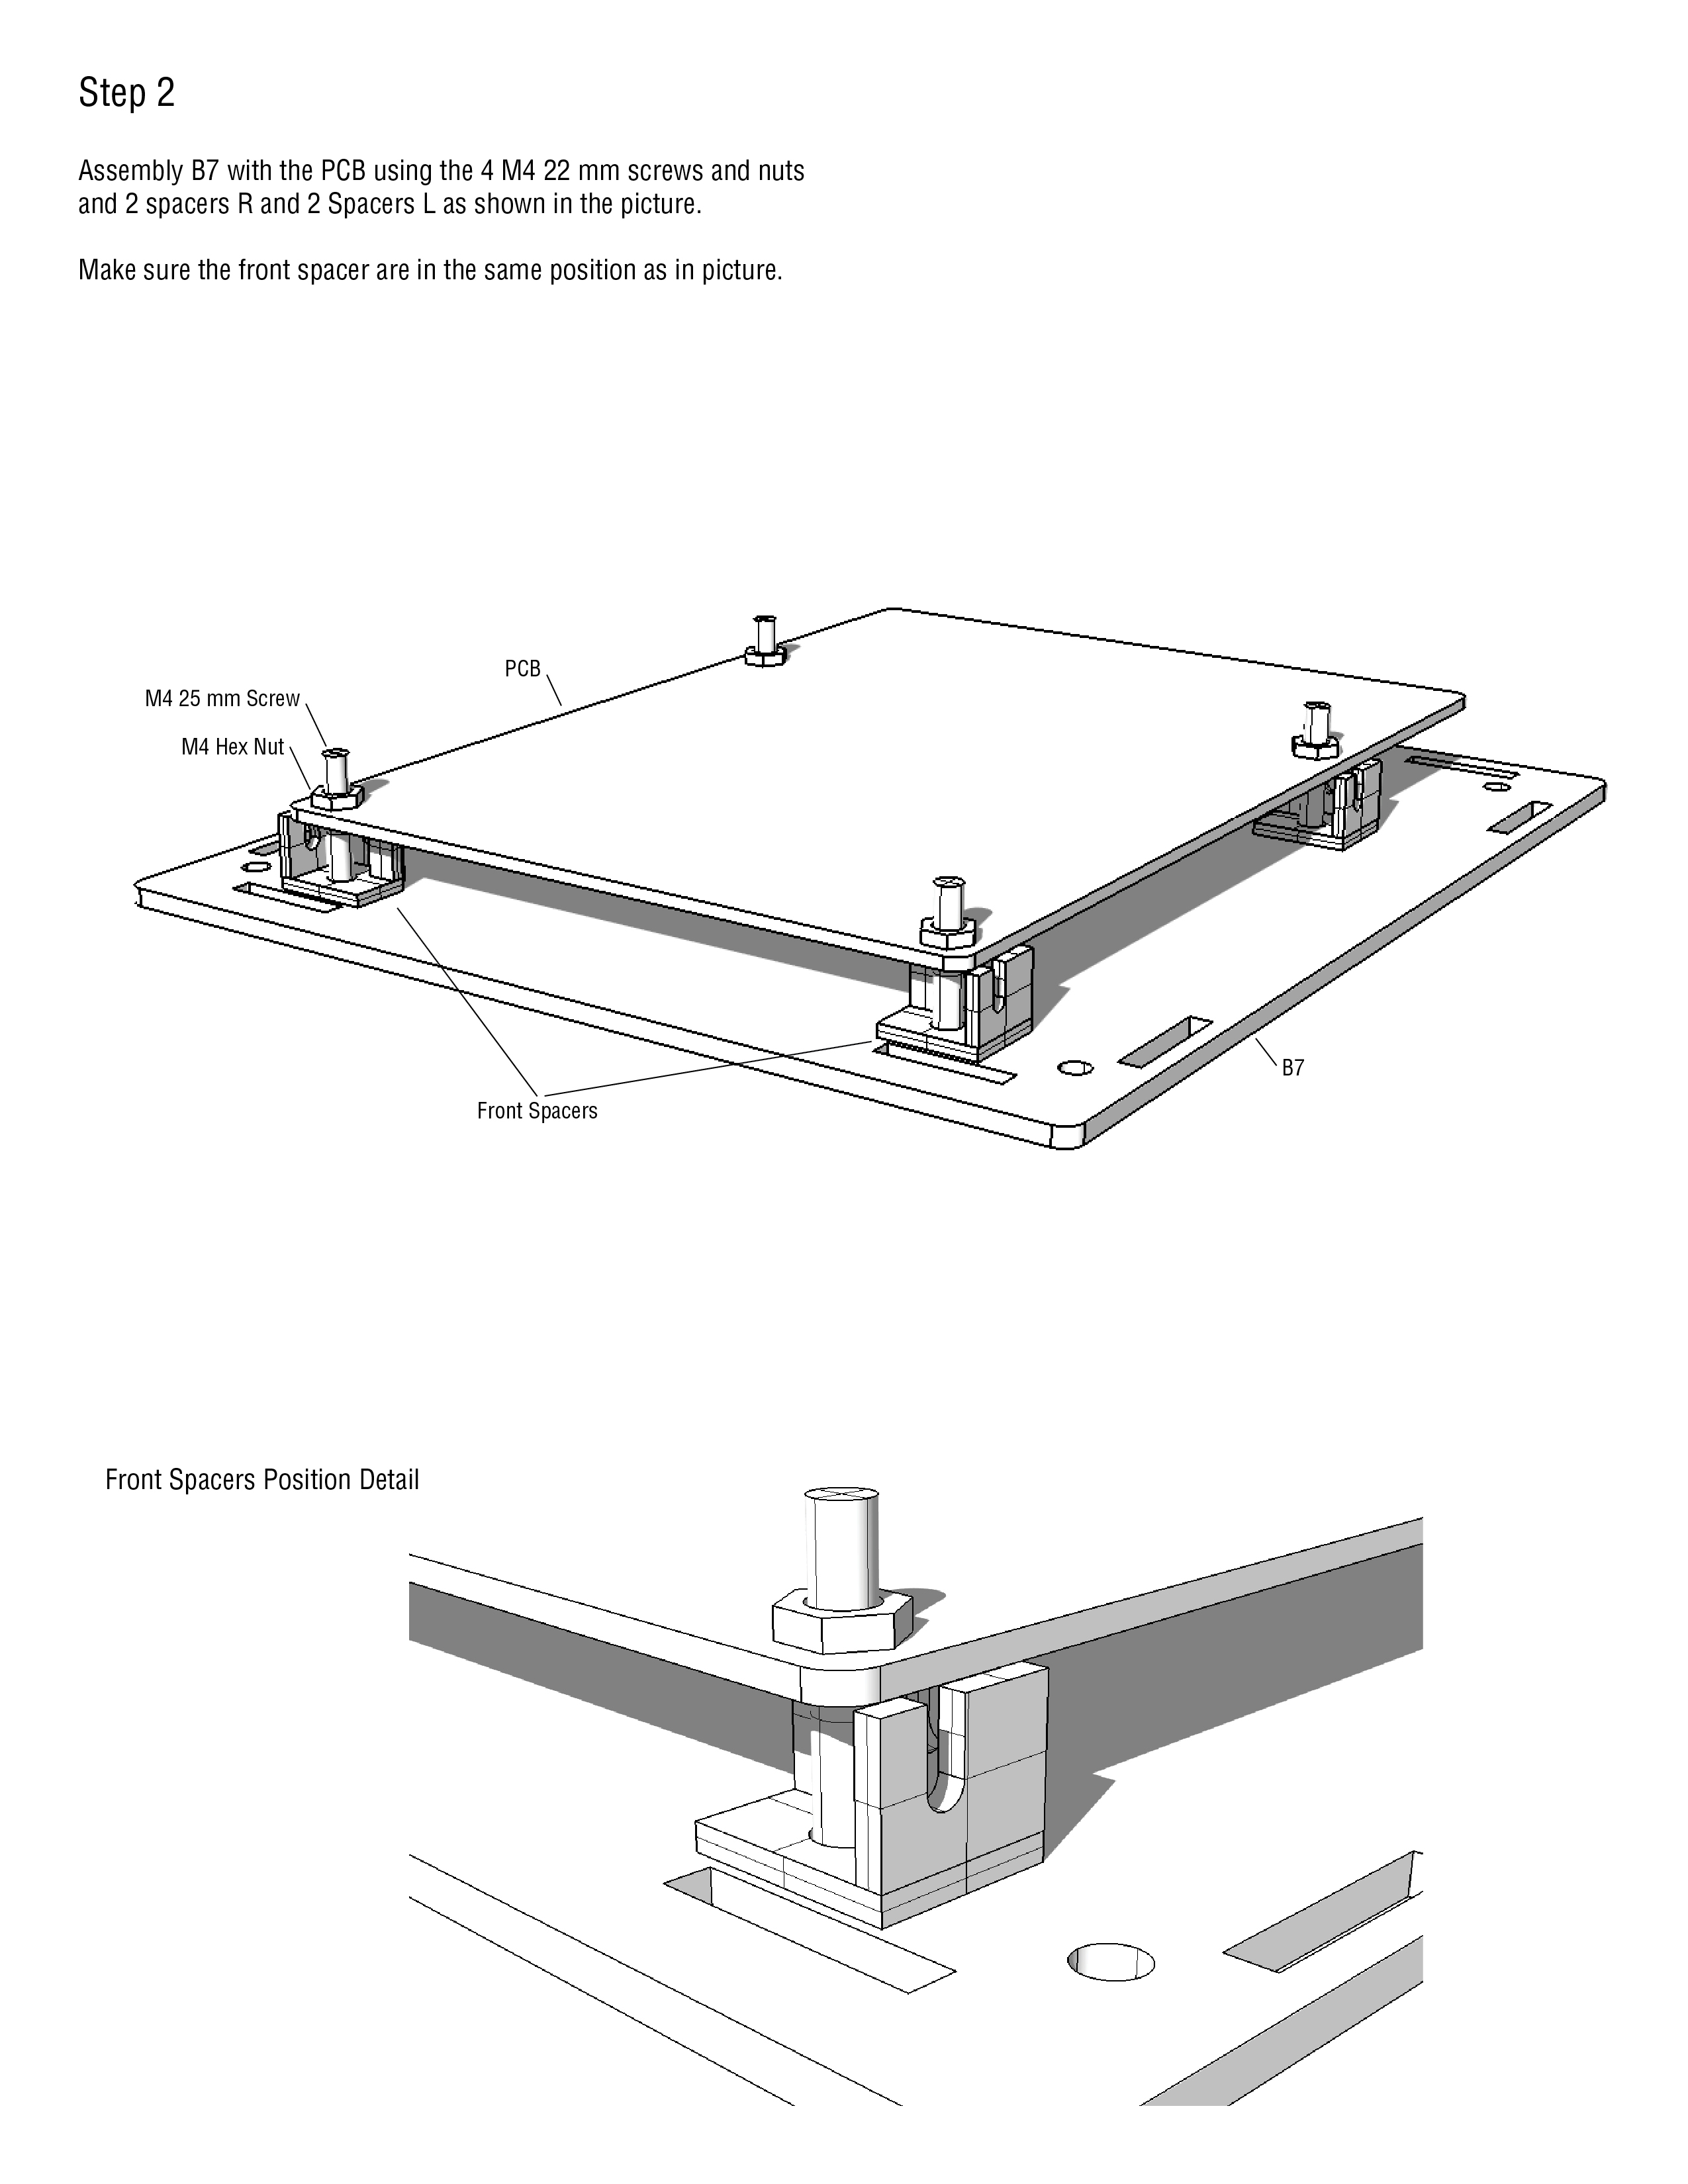 Step 2
Assembly B7 with the PCB using the 4 M4 22 mm screws and nuts
and 2 spacers R and 2 Spacers L as shown in the picture.
Make sure the front spacer are in the same position as in picture.
PCB
M4 25 mm Screw
M4 Hex Nut
B7
Front Spacers
Front Spacers Position Detail